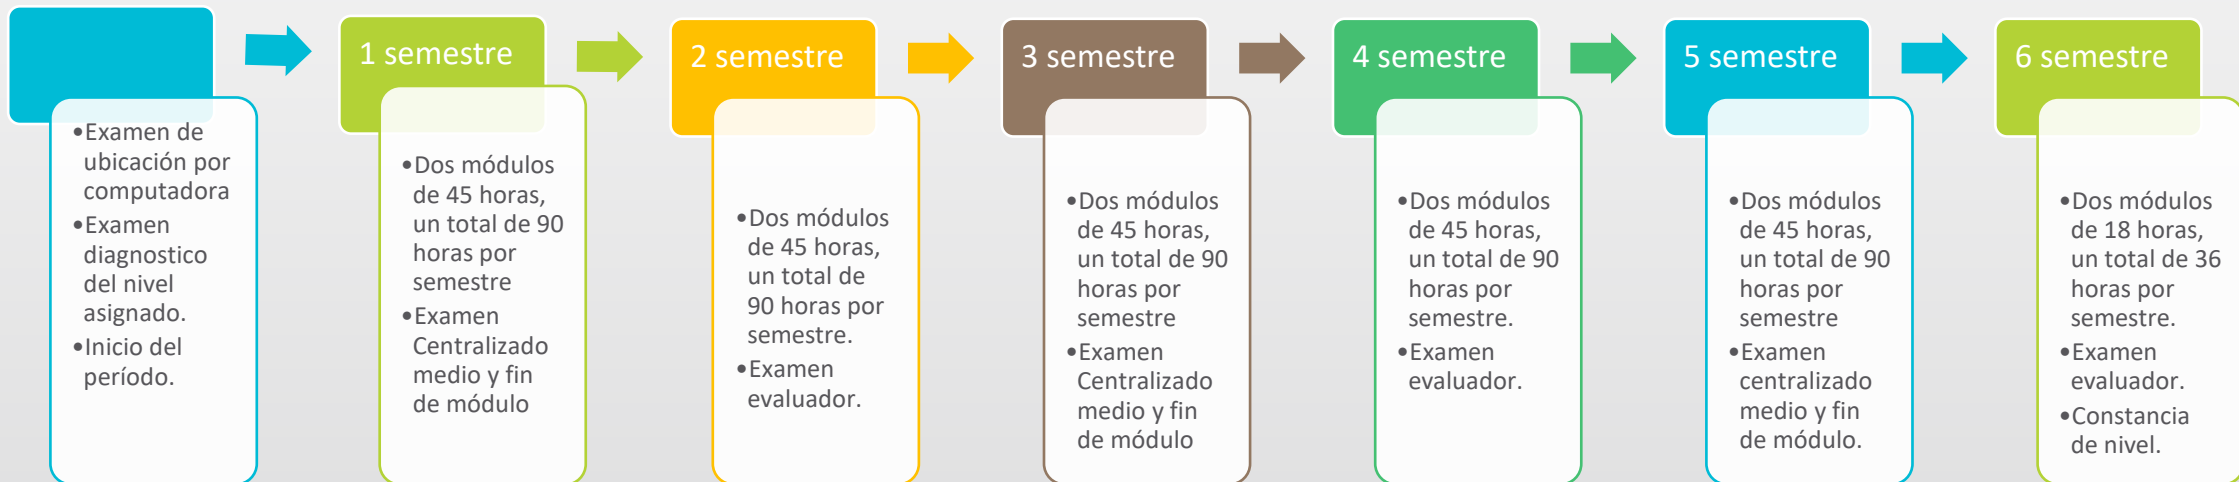 •Examen de
ubicación por
computadora
•Examen
diagnostico
del nivel
asignado.
•Inicio del
período.
1 semestre
•Dos módulos
de 45 horas,
un total de 90
horas por
semestre
•Examen
Centralizado
medio y fin
de módulo
2 semestre
•Dos módulos
de 45 horas,
un total de
90 horas por
semestre.
•Examen
evaluador.
3 semestre
•Dos módulos
de 45 horas,
un total de 90
horas por
semestre
•Examen
Centralizado
medio y fin
de módulo
4 semestre
•Dos módulos
de 45 horas,
un total de 90
horas por
semestre.
•Examen
evaluador.
5 semestre
•Dos módulos
de 45 horas,
un total de 90
horas por
semestre
•Examen
centralizado
medio y fin
de módulo.
6 semestre
•Dos módulos
de 18 horas,
un total de 36
horas por
semestre.
•Examen
evaluador.
•Constancia
de nivel.